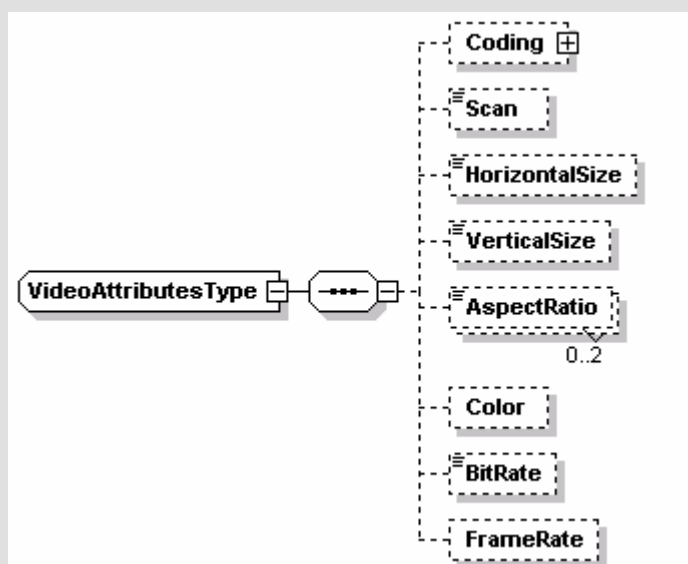 Coding
Scan
HorizontalSize
VerticalSize
VideoAttributesType
AspectRatio
0..2
Color
BitRate
FrameRate